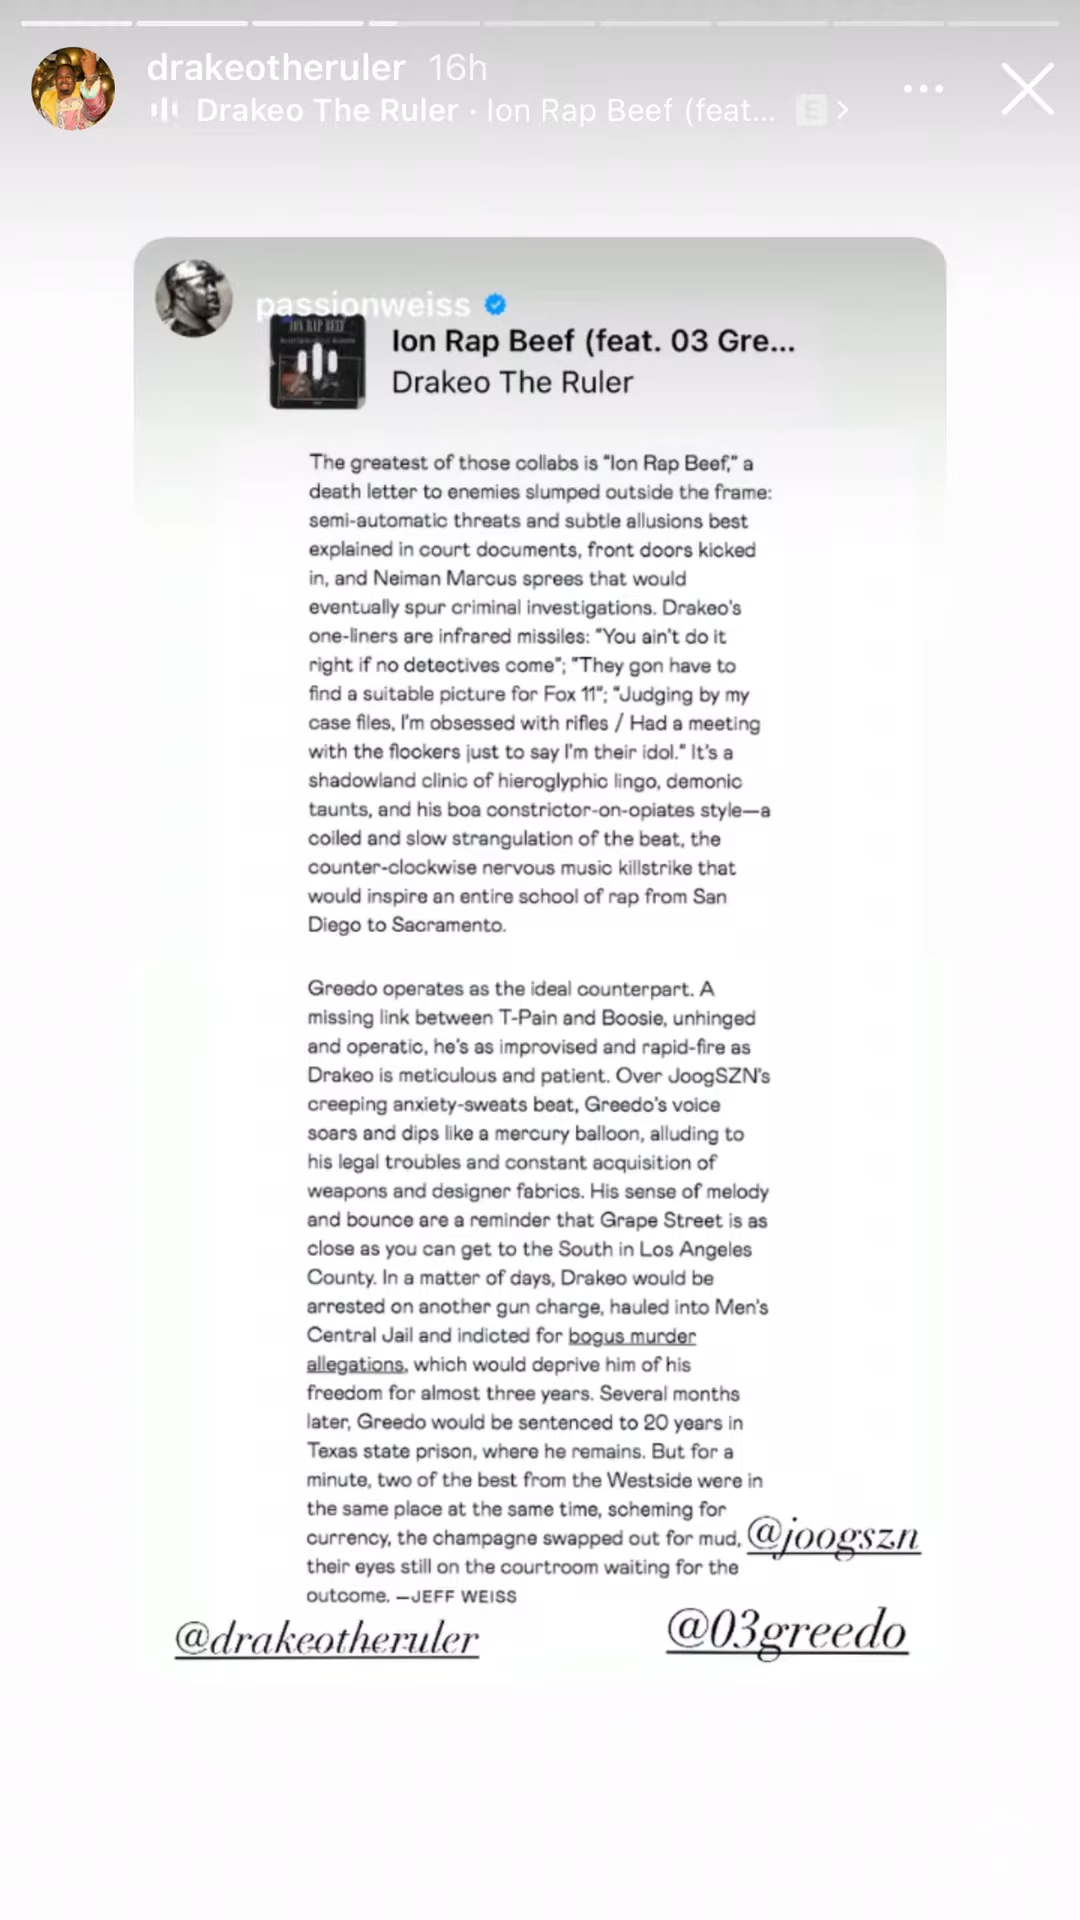 drakeotheruler 16h
Drakeo The Ruler · Ion Rap Beef (feat... E
passionweiss
ION RAP BEEF
Ion Rap Beef (feat. 03 Gre...
Drakeo The Ruler
The greatest of those collabs is “Ion Rap Beef,” a
death letter to enemies slumped outside the frame:
semi-automatic threats and subtle allusions best
explained in court documents, front doors kicked
in, and Neiman Marcus sprees that would
eventually spur criminal investigations. Drakeo's
one-liners are infrared missiles: “You ain't do it
right if no detectives come”; “They gon have to
find a suitable picture for Fox 11”; “Judging by my
case files, I'm obsessed with rifles / Had a meeting
with the flockers just to say I'm their idol.” It's a
shadowland clinic of hieroglyphic lingo, demonic
taunts, and his boa constrictor-on-opiates style—a
coiled and slow strangulation of the beat, the
counter-clockwise nervous music killstrike that
would inspire an entire school of rap from San
Diego to Sacramento.
Greedo operates as the ideal counterpart. A
missing link between T-Pain and Boosie, unhinged
and operatic, he's as improvised and rapid-fire as
Drakeo is meticulous and patient. Over JoogSZN's
creeping anxiety-sweats beat, Greedo's voice
soars and dips like a mercury balloon, alluding to
his legal troubles and constant acquisition of
weapons and designer fabrics. His sense of melody
and bounce are a reminder that Grape Street is as
close as you can get to the South in Los Angeles
County. In a matter of days, Drakeo would be
arrested on another gun charge, hauled into Men's
Central Jail and indicted for bogus murder
allegations, which would deprive him of his
freedom for almost three years. Several months
later, Greedo would be sentenced to 20 years in
Texas state prison, where he remains. But for a
minute, two of the best from the Westside were in
the same place at the same time, scheming for
currency, the champagne swapped out for mud,
their eyes still on the courtroom waiting for the
outcome. —JEFF WEISS
@joogszn
@drakeotheruler
@03greedo